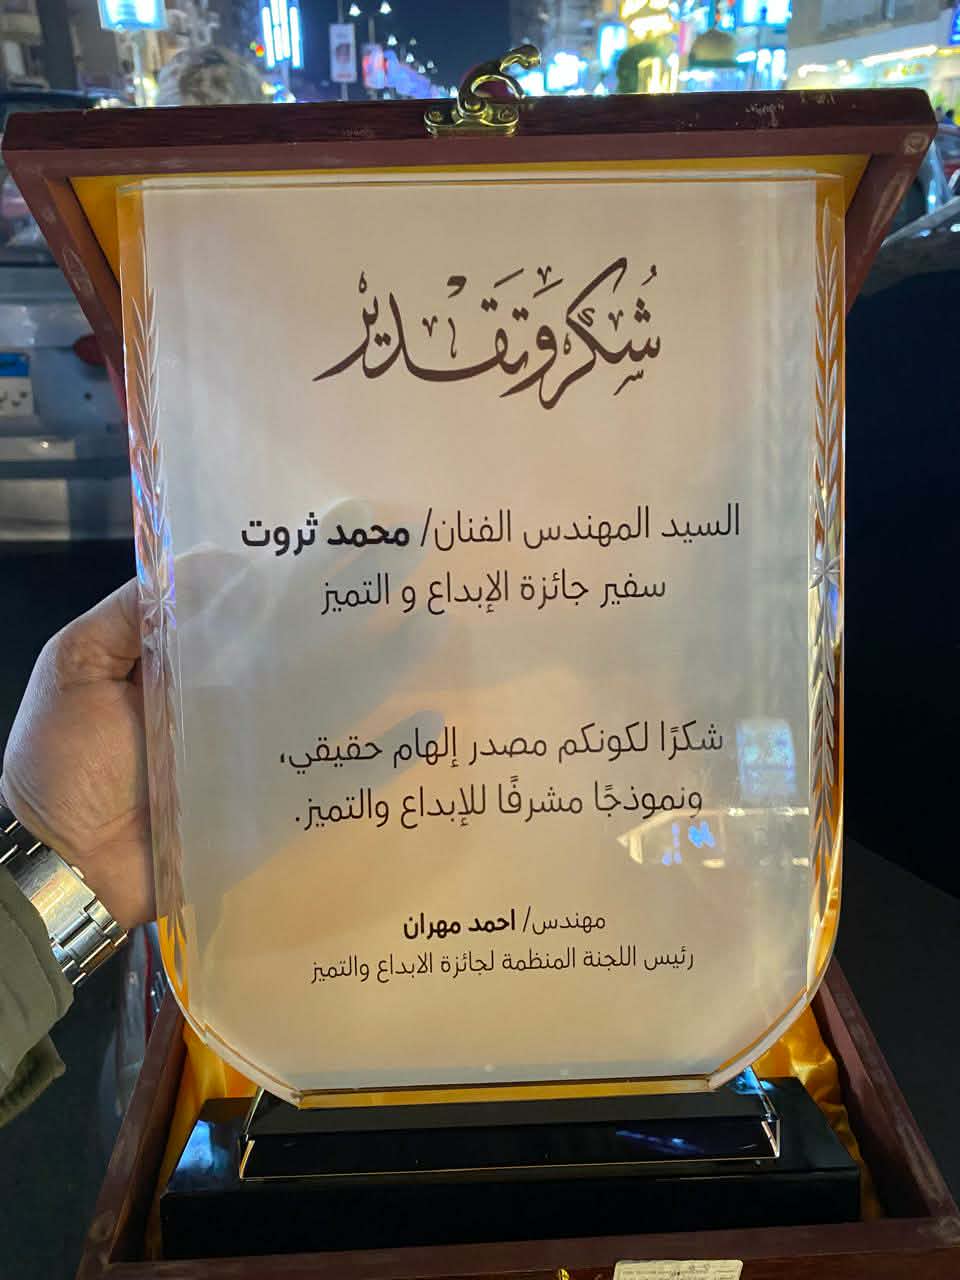 شكر وتقدير
السيد المهندس الفنان/ محمد ثروت
سفير جائزة الإبداع و التميز
شكرًا لكونكم مصدر إلهام حقيقي،
ونموذجًا مشرفًا للإبداع والتميز.
مهندس/ احمد مهران
رئيس اللجنة المنظمة لجائزة الابداع والتميز